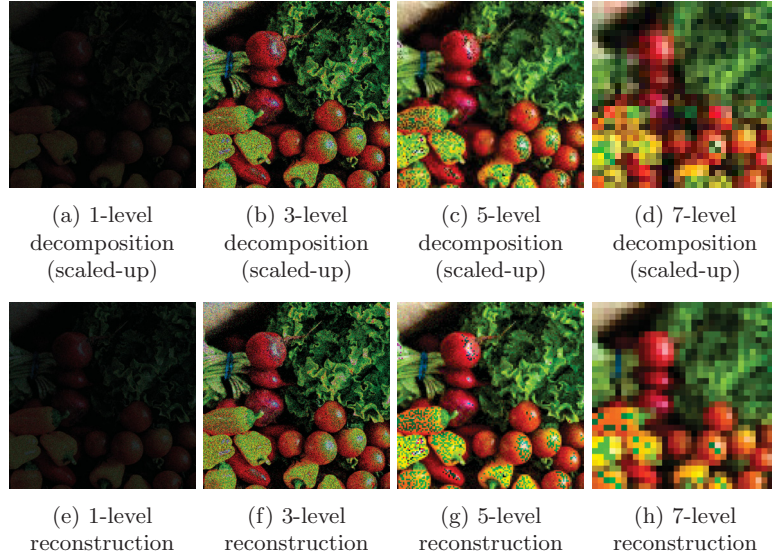 (a) 1-level
decomposition
(scaled-up)
(b) 3-level
decomposition
(scaled-up)
(c) 5-level
decomposition
(scaled-up)
(d) 7-level
decomposition
(scaled-up)
(e) 1-level
reconstruction
(f) 3-level
reconstruction
(g) 5-level
reconstruction
(h) 7-level
reconstruction